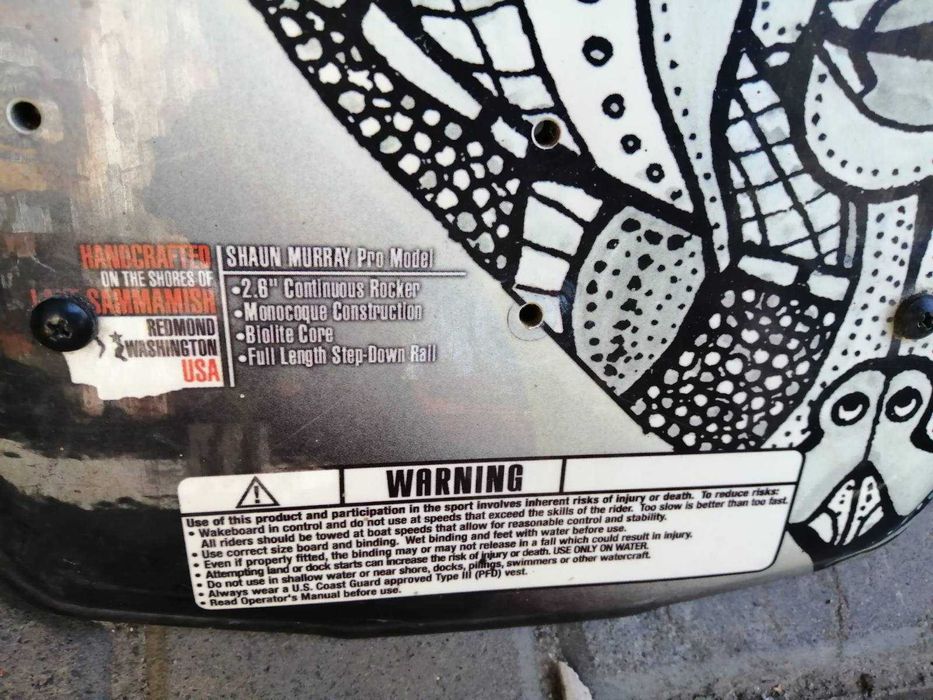 HANDCRAFTED
ON THE SHORES OF
SAMMAMISH
REDMOND
WASHINGTON
USA
SHAUN MURRAY Pro Model
•2.6" Continuous Rocker
•Monocoque Construction
•Biolite Core
•Full Length Step-Down Rail
WARNING
Use of this product and participation in the sport involves inherent risks of injury or death. To reduce risks:
• Wakeboard in control and do not use at speeds that exceed the skills of the rider. Too slow is better than too fast.
All riders should be towed at boat speeds that allow for reasonable control and stability.
• Use correct size board and binding. Wet binding and feet with water before use.
• Even if properly fitted, the binding may or may not release in a fall which could result in injury.
• Attempting land or dock starts can increase the risk of injury or death. USE ONLY ON WATER.
• Do not use in shallow water or near shore, docks, pilings, swimmers or other watercraft.
• Always wear a U.S. Coast Guard approved Type III (PFD) vest.
• Read Operator's Manual before use.